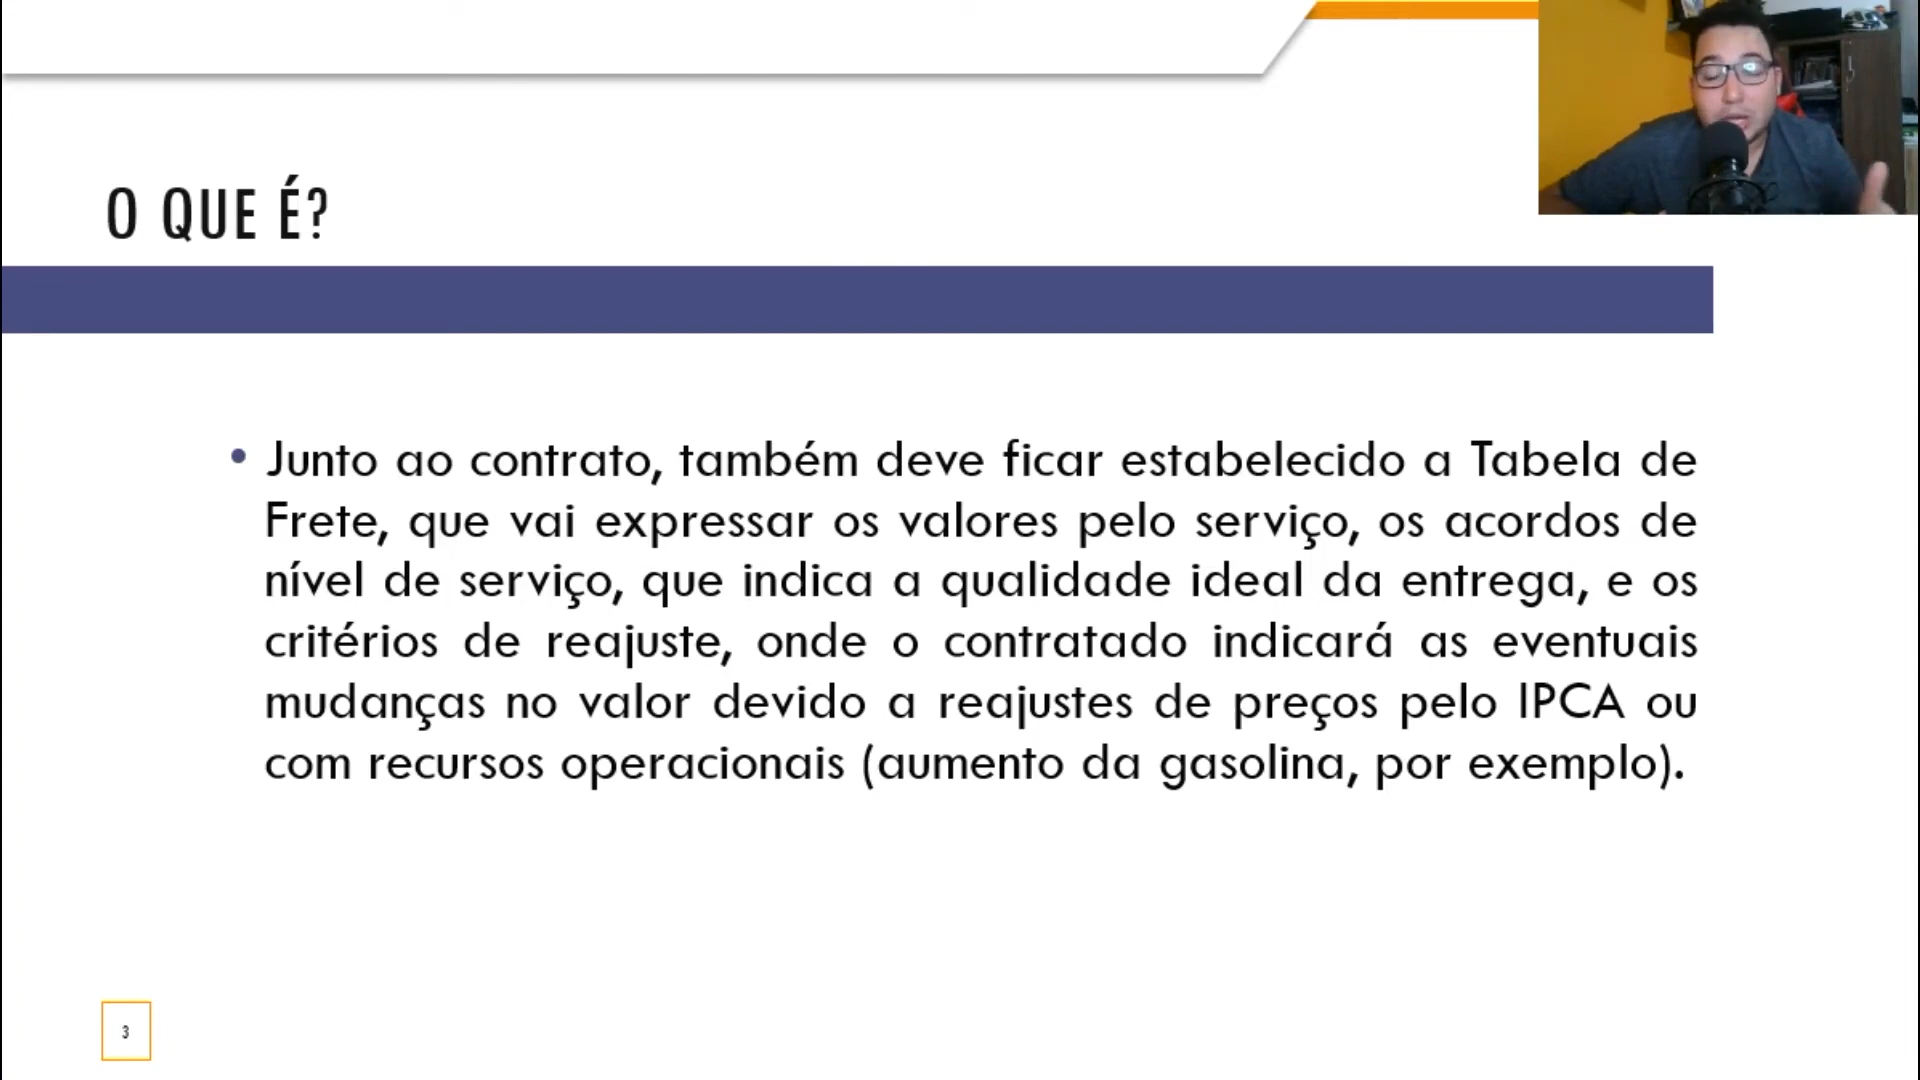 O QUE É?
• Junto ao contrato, também deve ficar estabelecido a Tabela de
Frete, que vai expressar os valores pelo serviço, os acordos de
nível de serviço, que indica a qualidade ideal da entrega, e os
critérios de reajuste, onde o contratado indicará as eventuais
mudanças no valor devido a reajustes de preços pelo IPCA ou
com recursos operacionais (aumento da gasolina, por exemplo).
3